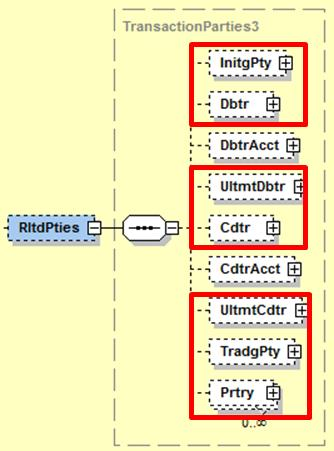 TransactionParties3
InitgPty
Dbtr
DbtrAcct
UltmtDbtr
RltdPties
Cdtr
CdtrAcct
UltmtCdtr
TradgPty
Prtry
0..∞